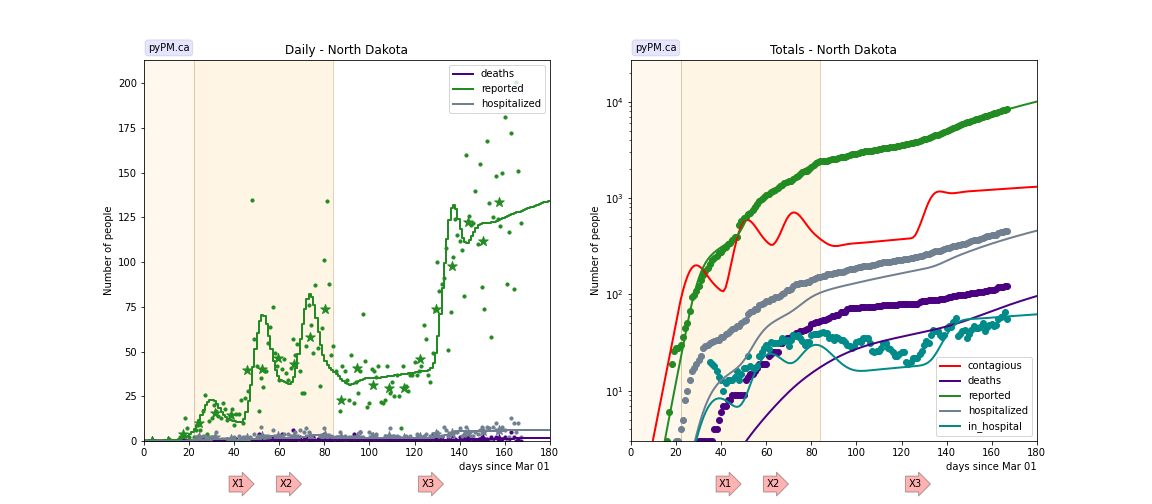 pyPM.ca
Daily - North Dakota
Number of people
200
175
150
125
100
75
50
25
0
deaths
reported
hospitalized
0 20 40 60 80 100 120 140 160 180
days since Mar 01
X1 X2 X3
pyPM.ca
Totals - North Dakota
Number of people
10^4
10^3
10^2
10^1
contagious
deaths
reported
hospitalized
in_hospital
0 20 40 60 80 100 120 140 160 180
days since Mar 01
X1 X2 X3